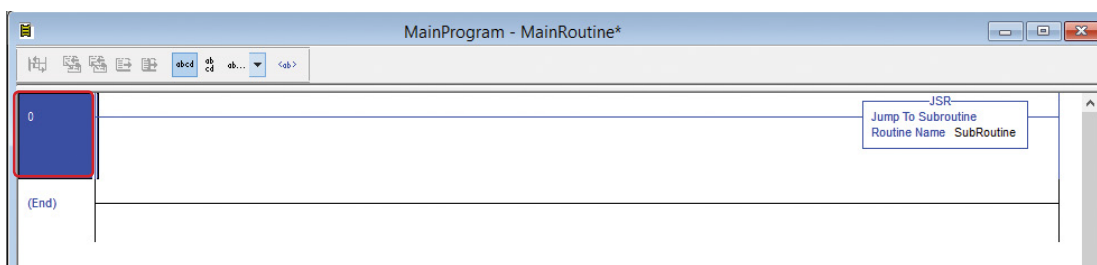 MainProgram - MainRoutine*
abcd
ab
cd
ab...
<ab>
0
JSR
Jump To Subroutine
Routine Name SubRoutine
(End)